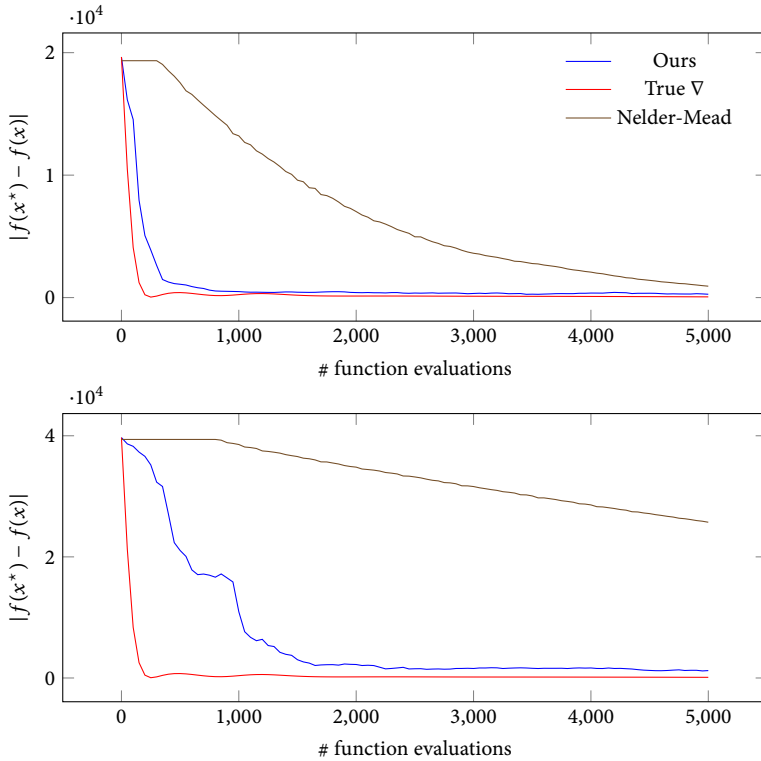 ·10⁴
2
1
0
|f(x⋆) − f(x)|
Ours
True ∇
Nelder-Mead
0 1,000 2,000 3,000 4,000 5,000
# function evaluations
·10⁴
4
2
0
|f(x⋆) − f(x)|
0 1,000 2,000 3,000 4,000 5,000
# function evaluations